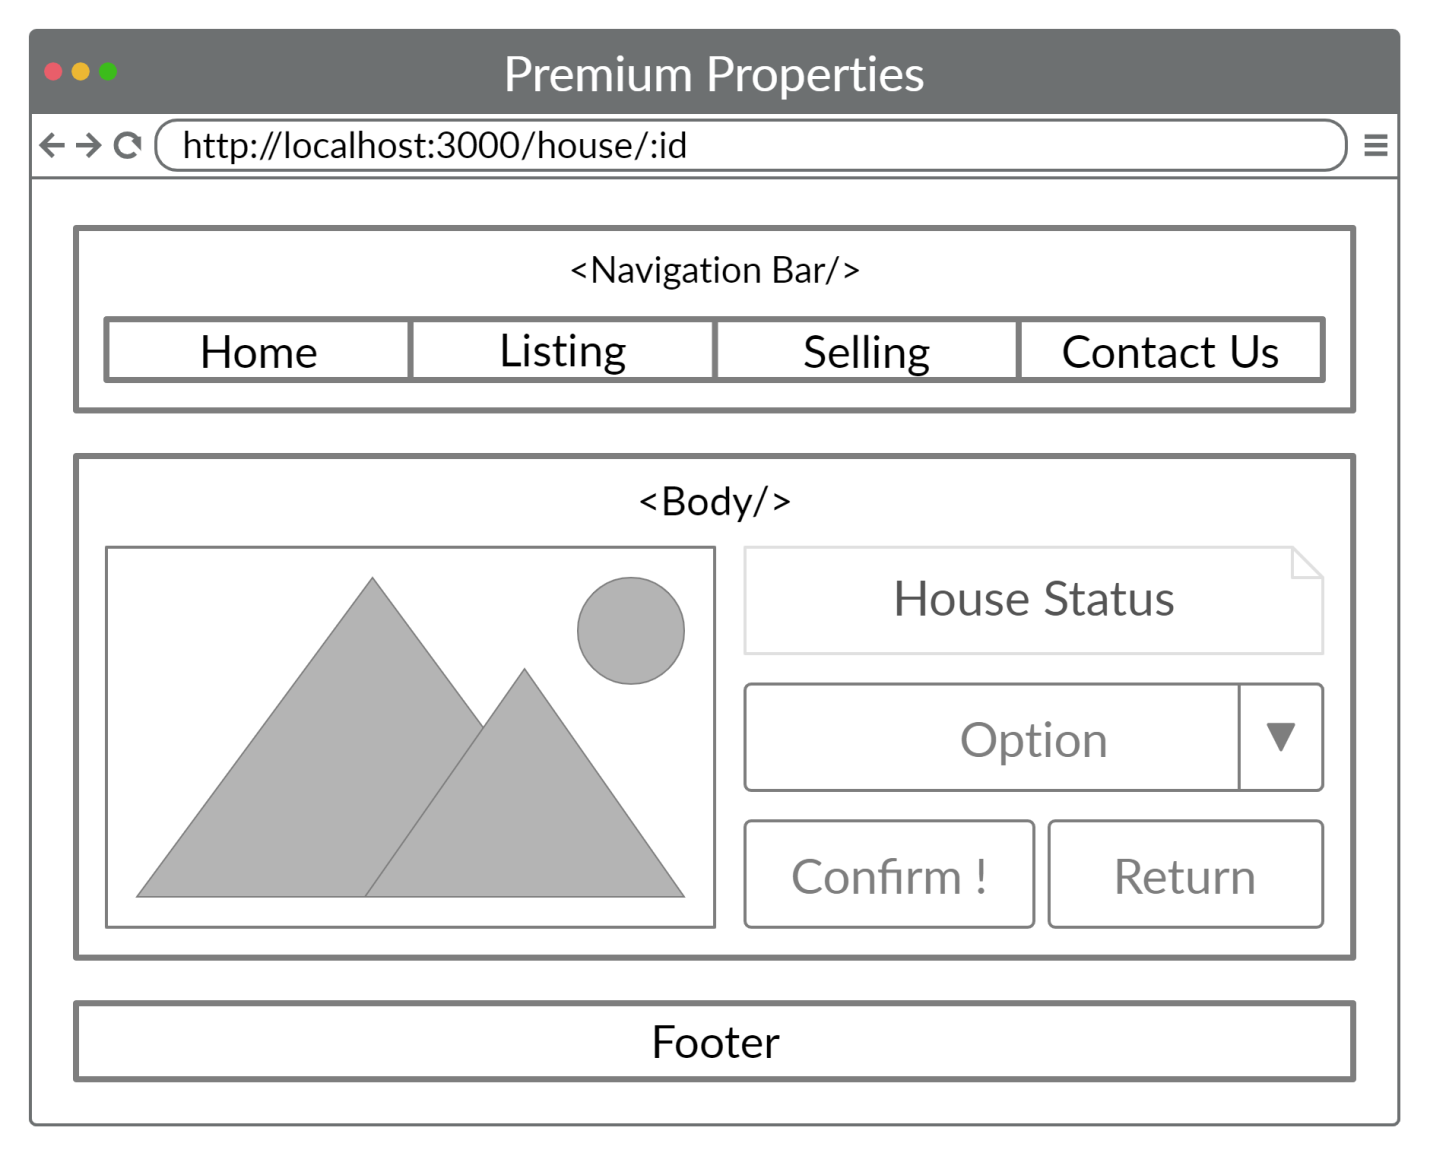 Premium Properties
http://localhost:3000/house/:id
<Navigation Bar/>
Home Listing Selling Contact Us
<Body/>
House Status
Option
Confirm ! Return
Footer